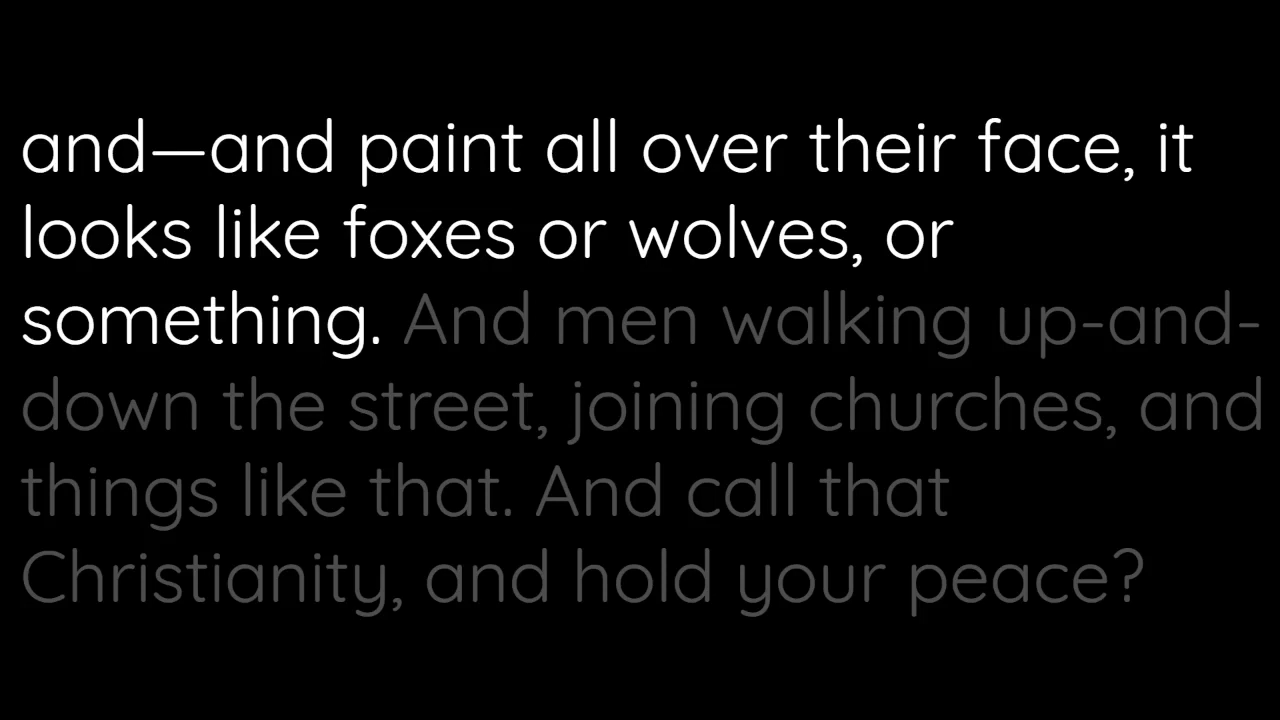 and—and paint all over their face, it
looks like foxes or wolves, or
something. And men walking up-and-
down the street, joining churches, and
things like that. And call that
Christianity, and hold your peace?